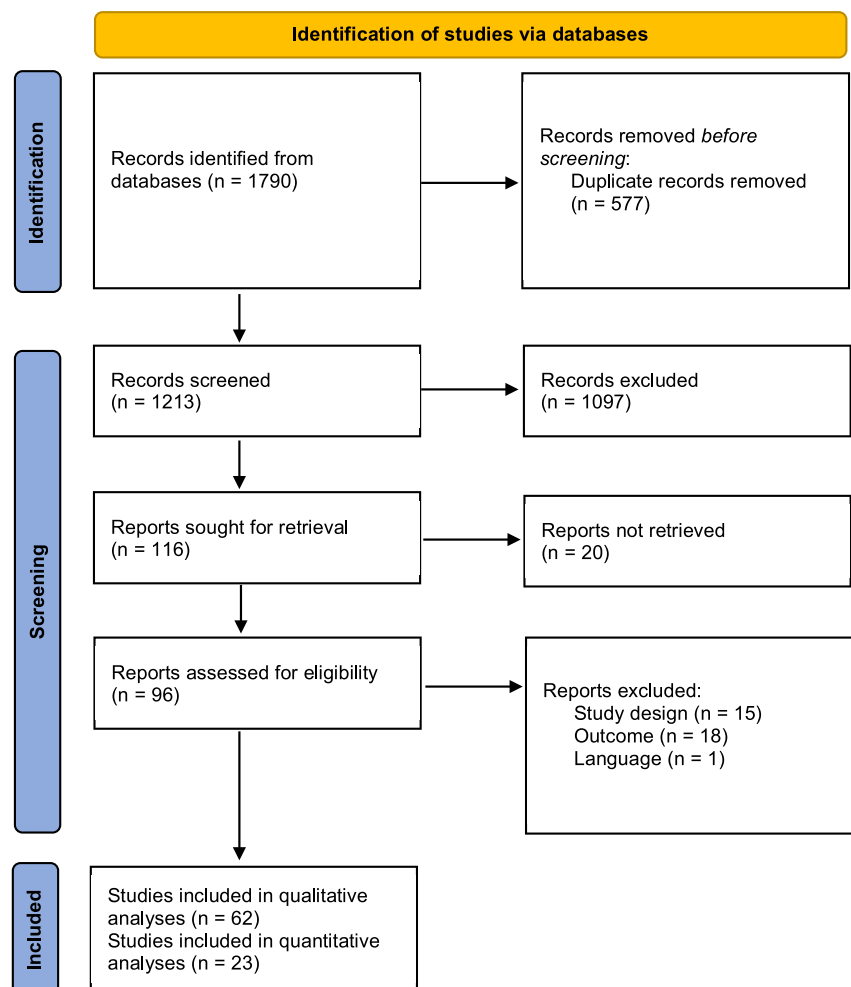 Identification of studies via databases
Identification
Records identified from
databases (n = 1790)
Records removed before
screening:
Duplicate records removed
(n = 577)
Screening
Records screened
(n = 1213)
Records excluded
(n = 1097)
Reports sought for retrieval
(n = 116)
Reports not retrieved
(n = 20)
Reports assessed for eligibility
(n = 96)
Reports excluded:
Study design (n = 15)
Outcome (n = 18)
Language (n = 1)
Included
Studies included in qualitative
analyses (n = 62)
Studies included in quantitative
analyses (n = 23)